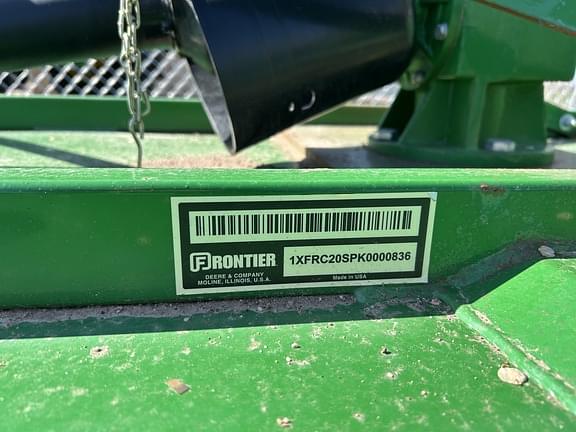 FRONTIER
DEERE & COMPANY
MOLINE, ILLINOIS, U.S.A.
1XFRC20SPK0000836
Made in USA